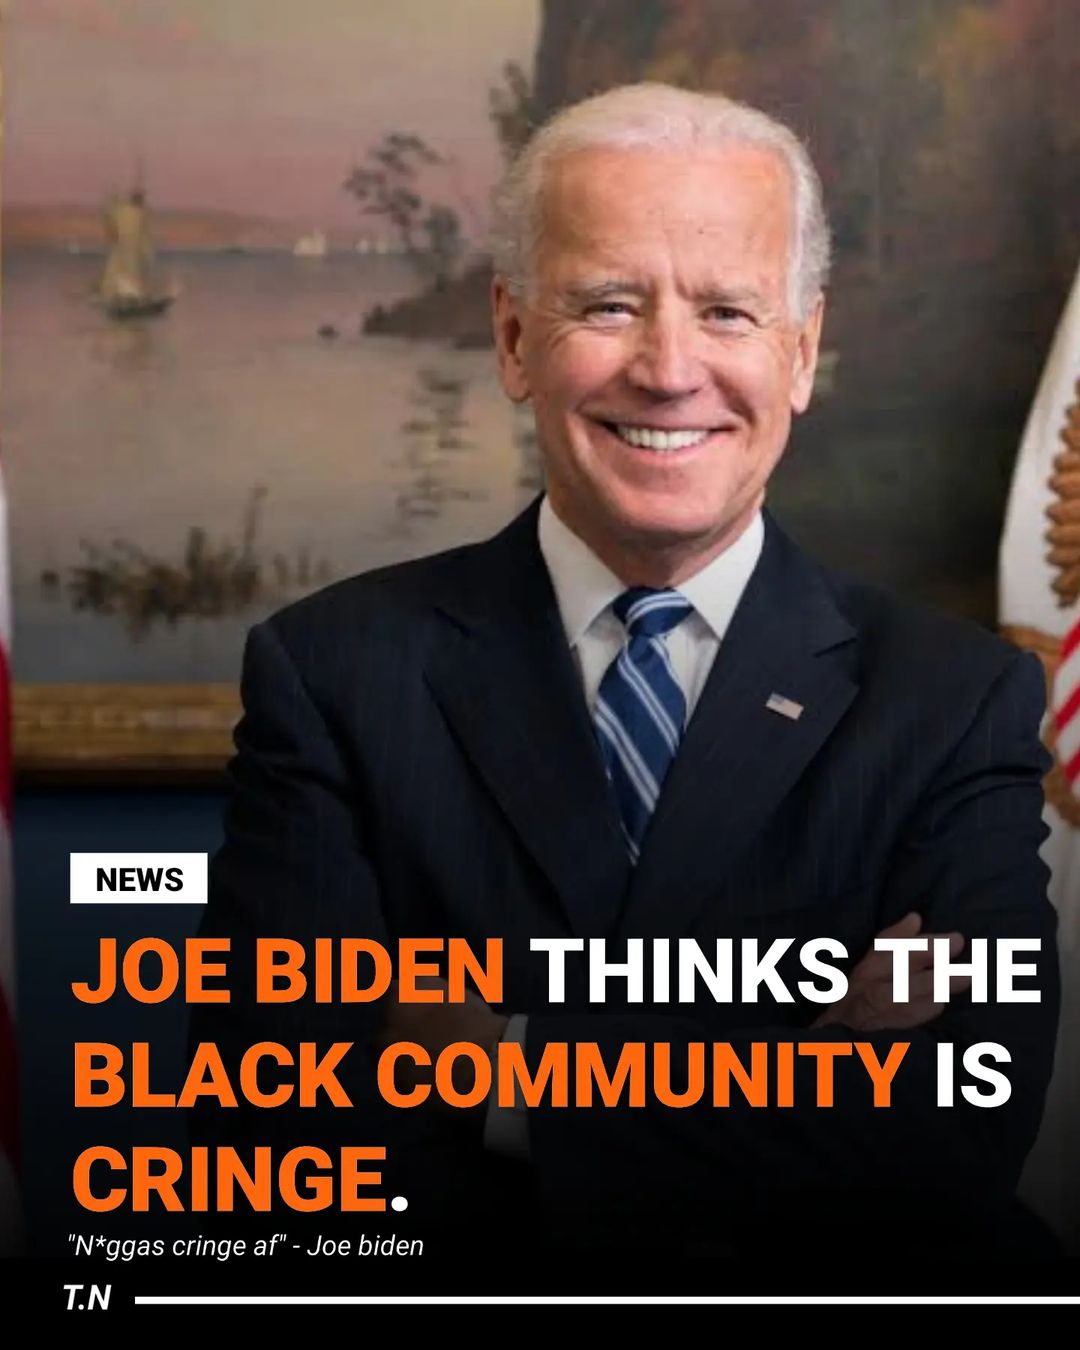 NEWS
JOE BIDEN THINKS THE
BLACK COMMUNITY IS
CRINGE.
"N*ggas cringe af" - Joe biden
T.N